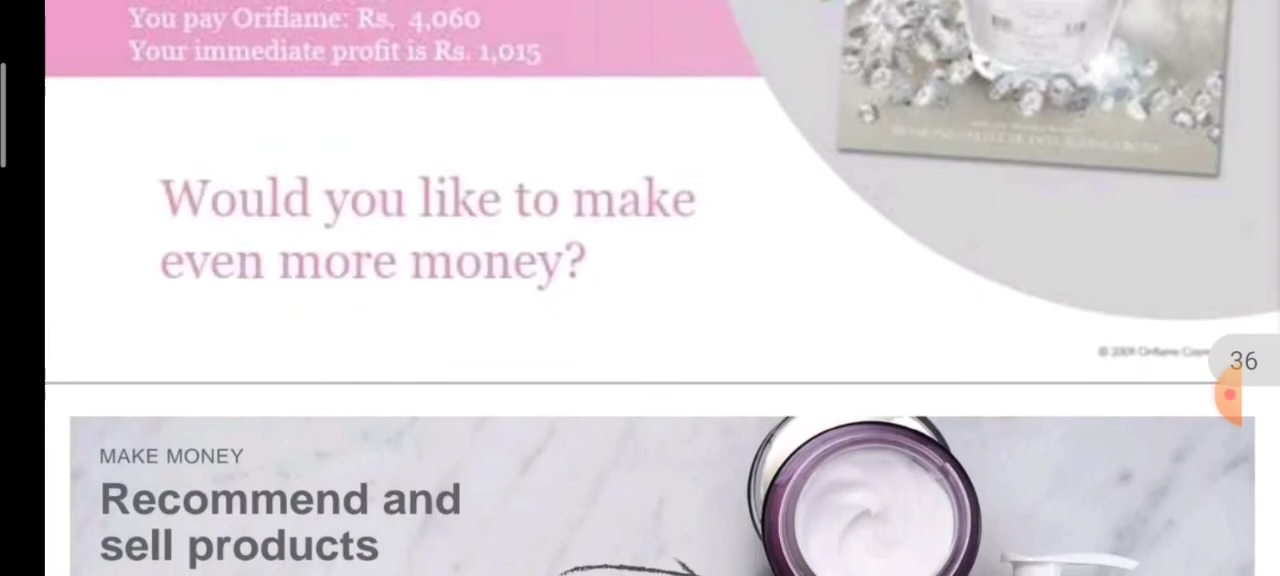 You pay Oriflame: Rs. 4,060
Your immediate profit is Rs. 1,015
Would you like to make
even more money?
© Oriflame
36
MAKE MONEY
Recommend and
sell products